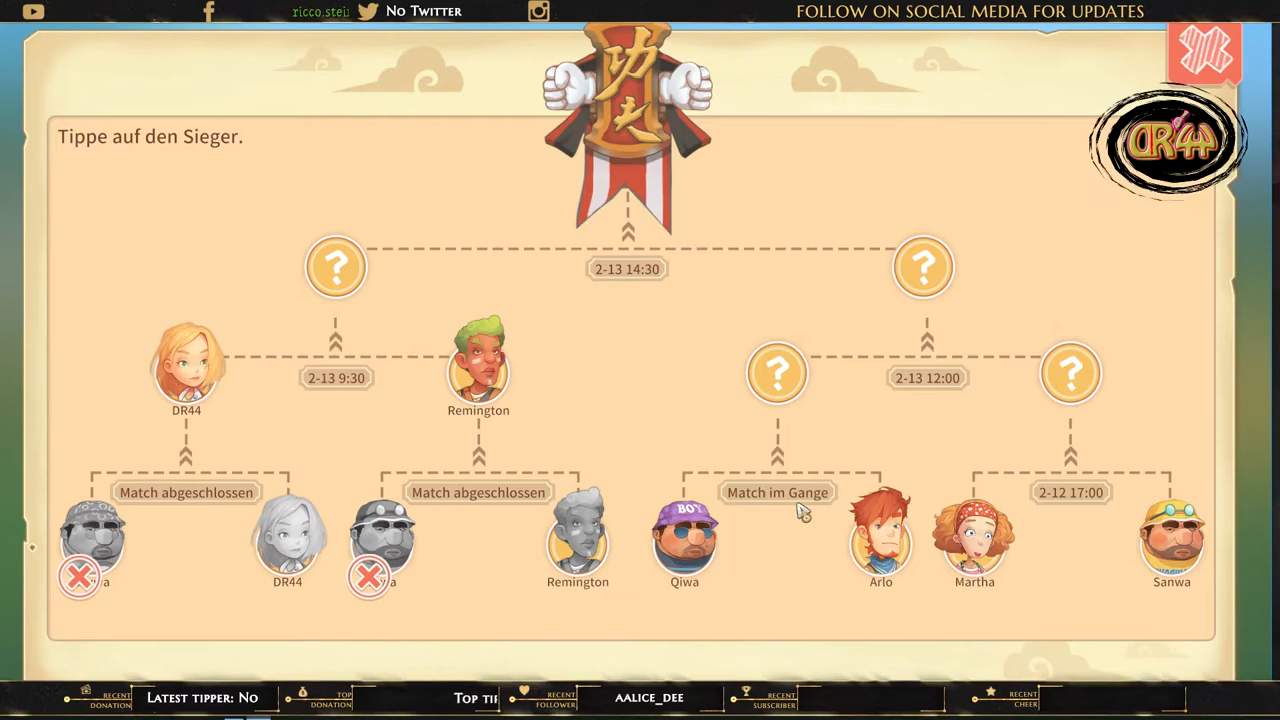 ricco.stei
NO TWITTER
FOLLOW ON SOCIAL MEDIA FOR UPDATES
功夫
DR44
Tippe auf den Sieger.
?
?
2-13 14:30
?
?
2-13 9:30
2-13 12:00
DR44
Remington
Match abgeschlossen
Match abgeschlossen
Match im Gange
2-12 17:00
BOY
a
DR44
a
Remington
Qiwa
Arlo
Martha
Sanwa
RECENT DONATION
LATEST TIPPER: NO
TOP DONATION
TOP TIP
RECENT FOLLOWER
AALICE_DEE
RECENT SUBSCRIBER
RECENT CHEER